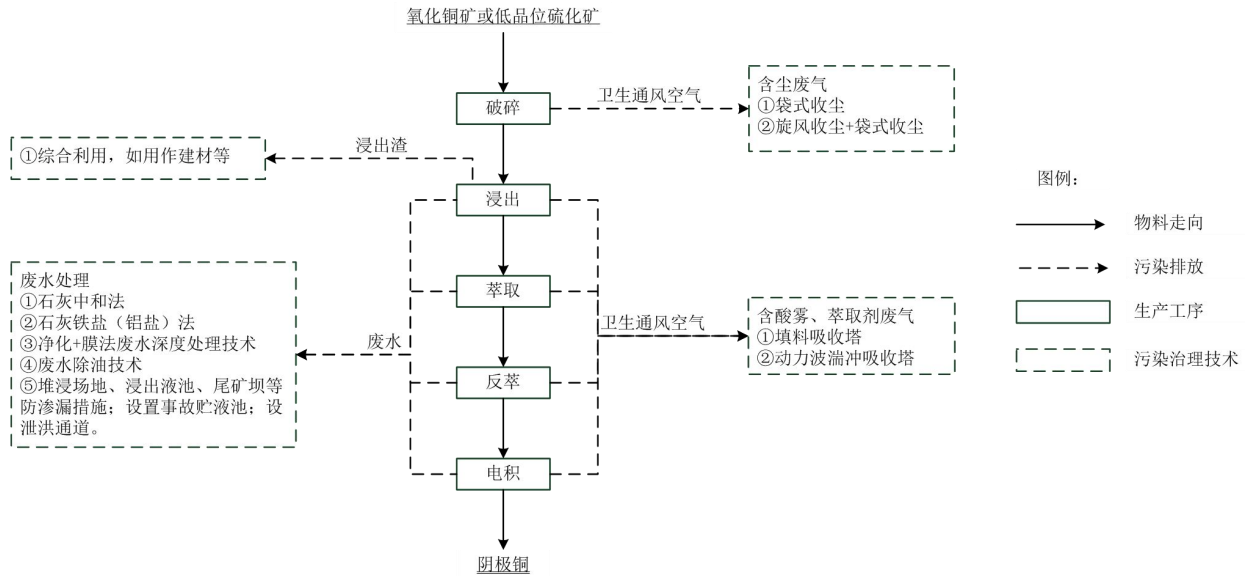 氧化铜矿或低品位硫化矿
破碎
卫生通风空气
含尘废气
①袋式收尘
②旋风收尘+袋式收尘
浸出渣
①综合利用，如用作建材等
浸出
图例：
物料走向
污染排放
生产工序
污染治理技术
废水处理
①石灰中和法
②石灰铁盐（铝盐）法
③净化+膜法废水深度处理技术
④废水除油技术
⑤堆浸场地、浸出液池、尾矿坝等
防渗漏措施；设置事故贮液池；设
泄洪通道。
废水
萃取
卫生通风空气
含酸雾、萃取剂废气
①填料吸收塔
②动力波湍冲吸收塔
反萃
电积
阴极铜